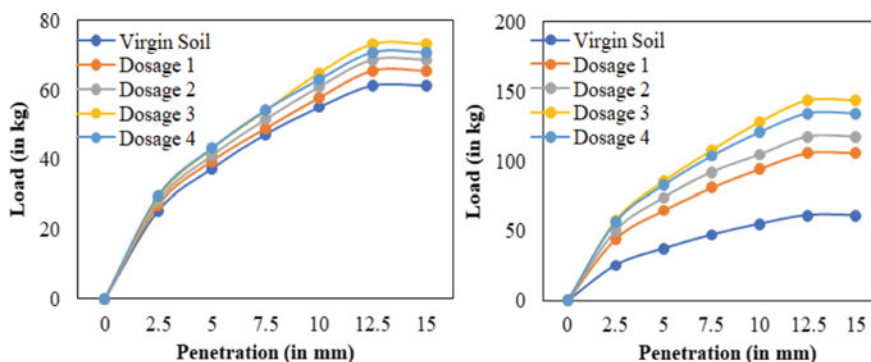 80
60
40
20
0
Load (in kg)
Virgin Soil
Dosage 1
Dosage 2
Dosage 3
Dosage 4
0 2.5 5 7.5 10 12.5 15
Penetration (in mm)
200
150
100
50
0
Load (in kg)
Virgin Soil
Dosage 1
Dosage 2
Dosage 3
Dosage 4
0 2.5 5 7.5 10 12.5 15
Penetration (in mm)